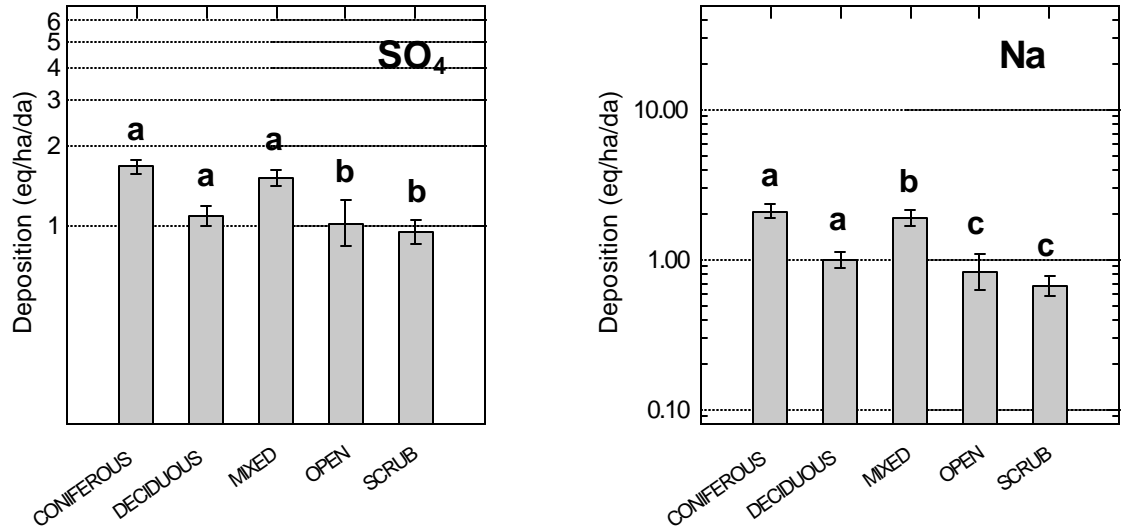 SO4
Deposition (eq/ha/da)
6
5
4
3
2
1
a
a
a
b
b
CONIFEROUS
DECIDUOUS
MIXED
OPEN
SCRUB
Na
Deposition (eq/ha/da)
10.00
1.00
0.10
a
a
b
c
c
CONIFEROUS
DECIDUOUS
MIXED
OPEN
SCRUB